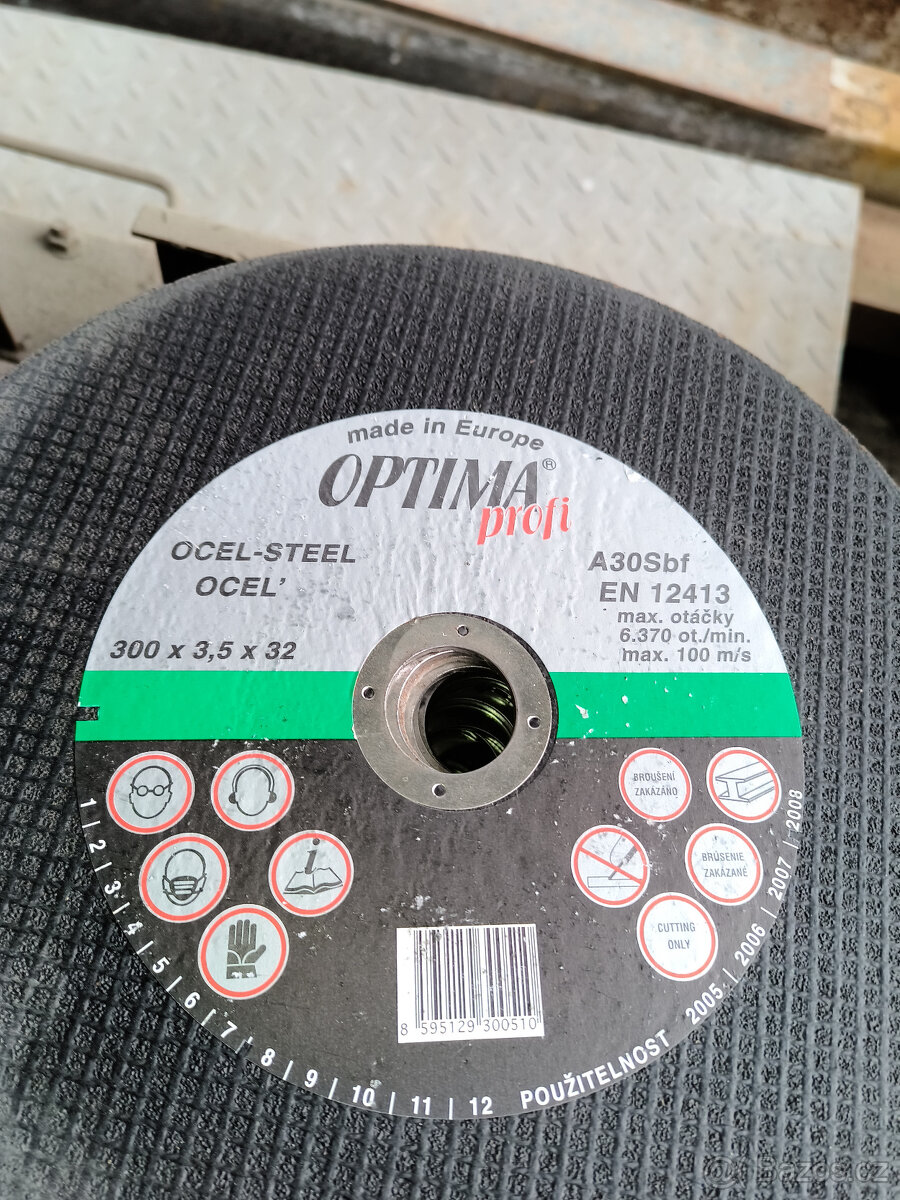 made in Europe
OPTIMA®
profi
OCEL-STEEL
OCEL'
300 x 3,5 x 32
A30Sbf
EN 12413
max. otáčky
6.370 ot./min.
max. 100 m/s
BROUŠENÍ
ZAKÁZÁNO
BRÚSENIE
ZAKÁZANÉ
CUTTING
ONLY
8 595129 300510
1 | 2 | 3 | 4 | 5 | 6 | 7 | 8 | 9 | 10 | 11 | 12 POUŽITELNOST 2005 | 2006 | 2007 | 2008
Bazos.cz